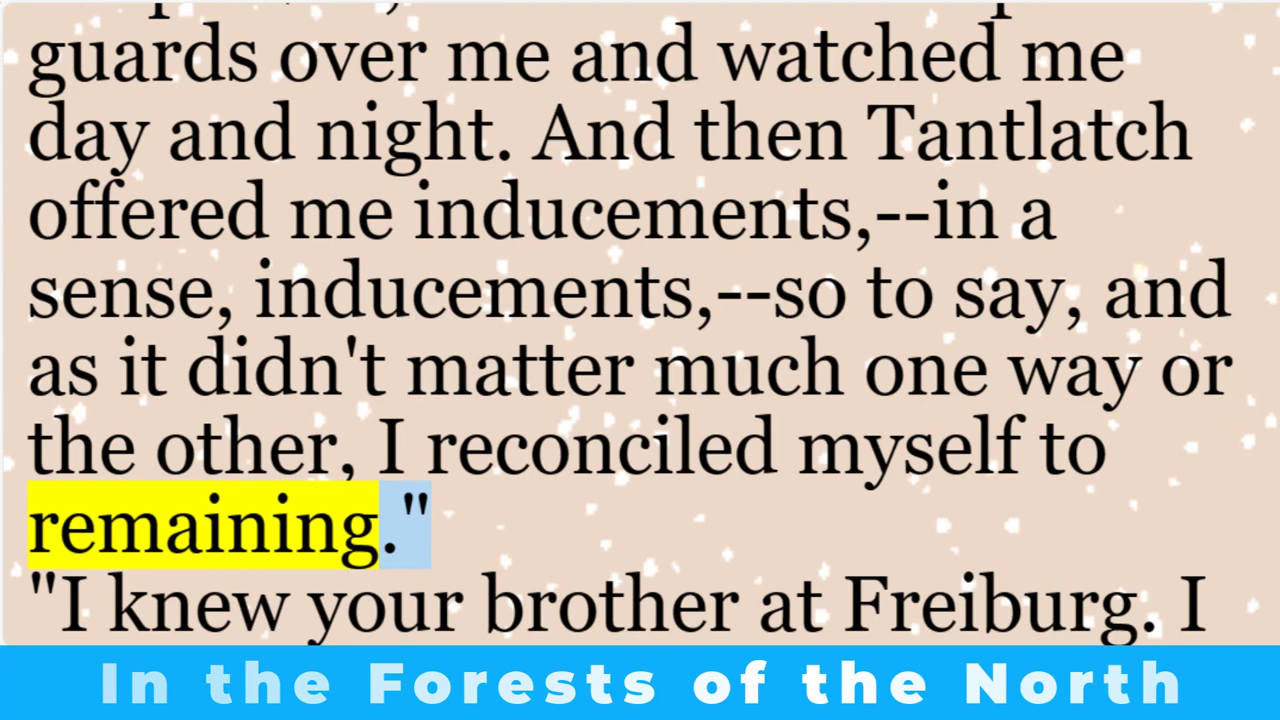 guards over me and watched me
day and night. And then Tantlatch
offered me inducements,--in a
sense, inducements,--so to say, and
as it didn't matter much one way or
the other, I reconciled myself to
remaining."
"I knew your brother at Freiburg. I
In the Forests of the North